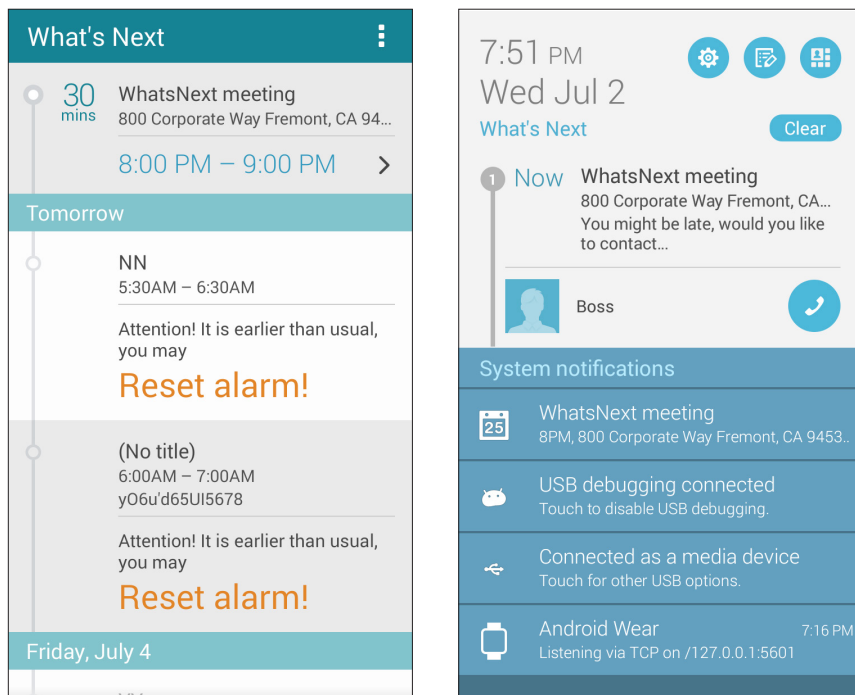 What's Next
30
mins
WhatsNext meeting
800 Corporate Way Fremont, CA 94...
8:00 PM – 9:00 PM
Tomorrow
NN
5:30AM – 6:30AM
Attention! It is earlier than usual,
you may
Reset alarm!
(No title)
6:00AM – 7:00AM
yO6u'd65UI5678
Attention! It is earlier than usual,
you may
Reset alarm!
Friday, July 4
7:51 PM
Wed Jul 2
What's Next
Clear
1
Now
WhatsNext meeting
800 Corporate Way Fremont, CA...
You might be late, would you like
to contact...
Boss
System notifications
25
WhatsNext meeting
8PM, 800 Corporate Way Fremont, CA 9453..
USB debugging connected
Touch to disable USB debugging.
Connected as a media device
Touch for other USB options.
Android Wear
7:16 PM
Listening via TCP on /127.0.0.1:5601